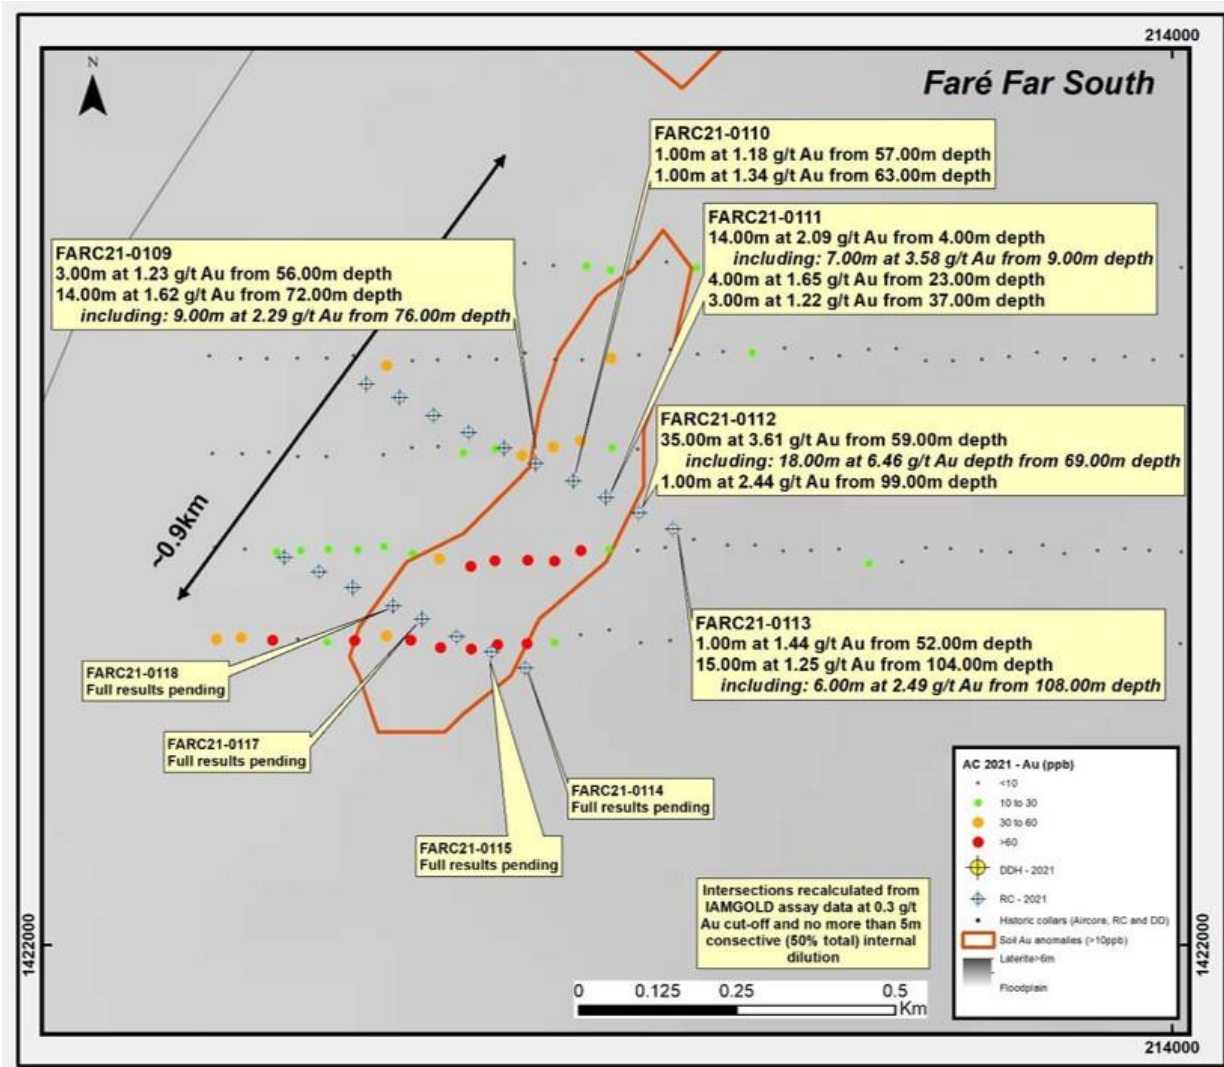 214000
N
Faré Far South
FARC21-0110
1.00m at 1.18 g/t Au from 57.00m depth
1.00m at 1.34 g/t Au from 63.00m depth
FARC21-0111
14.00m at 2.09 g/t Au from 4.00m depth
including: 7.00m at 3.58 g/t Au from 9.00m depth
4.00m at 1.65 g/t Au from 23.00m depth
3.00m at 1.22 g/t Au from 37.00m depth
FARC21-0109
3.00m at 1.23 g/t Au from 56.00m depth
14.00m at 1.62 g/t Au from 72.00m depth
including: 9.00m at 2.29 g/t Au from 76.00m depth
FARC21-0112
35.00m at 3.61 g/t Au from 59.00m depth
including: 18.00m at 6.46 g/t Au depth from 69.00m depth
1.00m at 2.44 g/t Au from 99.00m depth
~0.9km
FARC21-0113
1.00m at 1.44 g/t Au from 52.00m depth
15.00m at 1.25 g/t Au from 104.00m depth
including: 6.00m at 2.49 g/t Au from 108.00m depth
FARC21-0118
Full results pending
FARC21-0117
Full results pending
FARC21-0114
Full results pending
FARC21-0115
Full results pending
AC 2021 - Au (ppb)
<10
10 to 30
30 to 60
>60
DDH - 2021
RC - 2021
Historic collars (Aircore, RC and DD)
Soil Au anomalies (>10ppb)
Laterite>6m
Floodplain
Intersections recalculated from
IAMGOLD assay data at 0.3 g/t
Au cut-off and no more than 5m
consective (50% total) internal
dilution
0 0.125 0.25 0.5
Km
1422000
1422000
214000